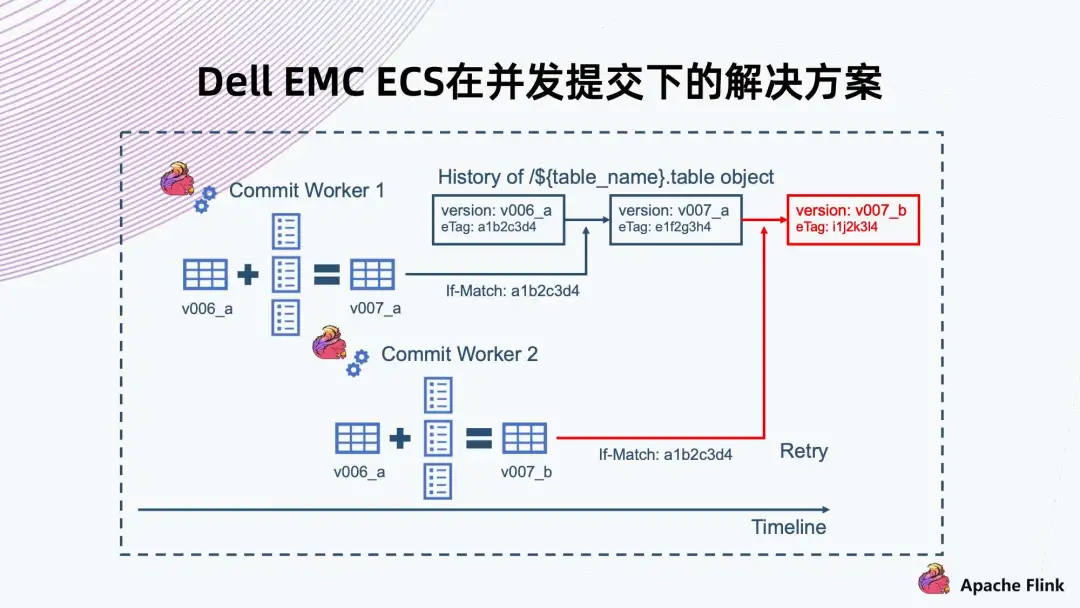 Dell EMC ECS在并发提交下的解决方案
Commit Worker 1
History of /${table_name}.table object
version: v006_a
eTag: a1b2c3d4
version: v007_a
eTag: e1f2g3h4
version: v007_b
eTag: i1j2k3l4
If-Match: a1b2c3d4
v006_a
v007_a
Commit Worker 2
v006_a
v007_b
If-Match: a1b2c3d4
Retry
Timeline
Apache Flink